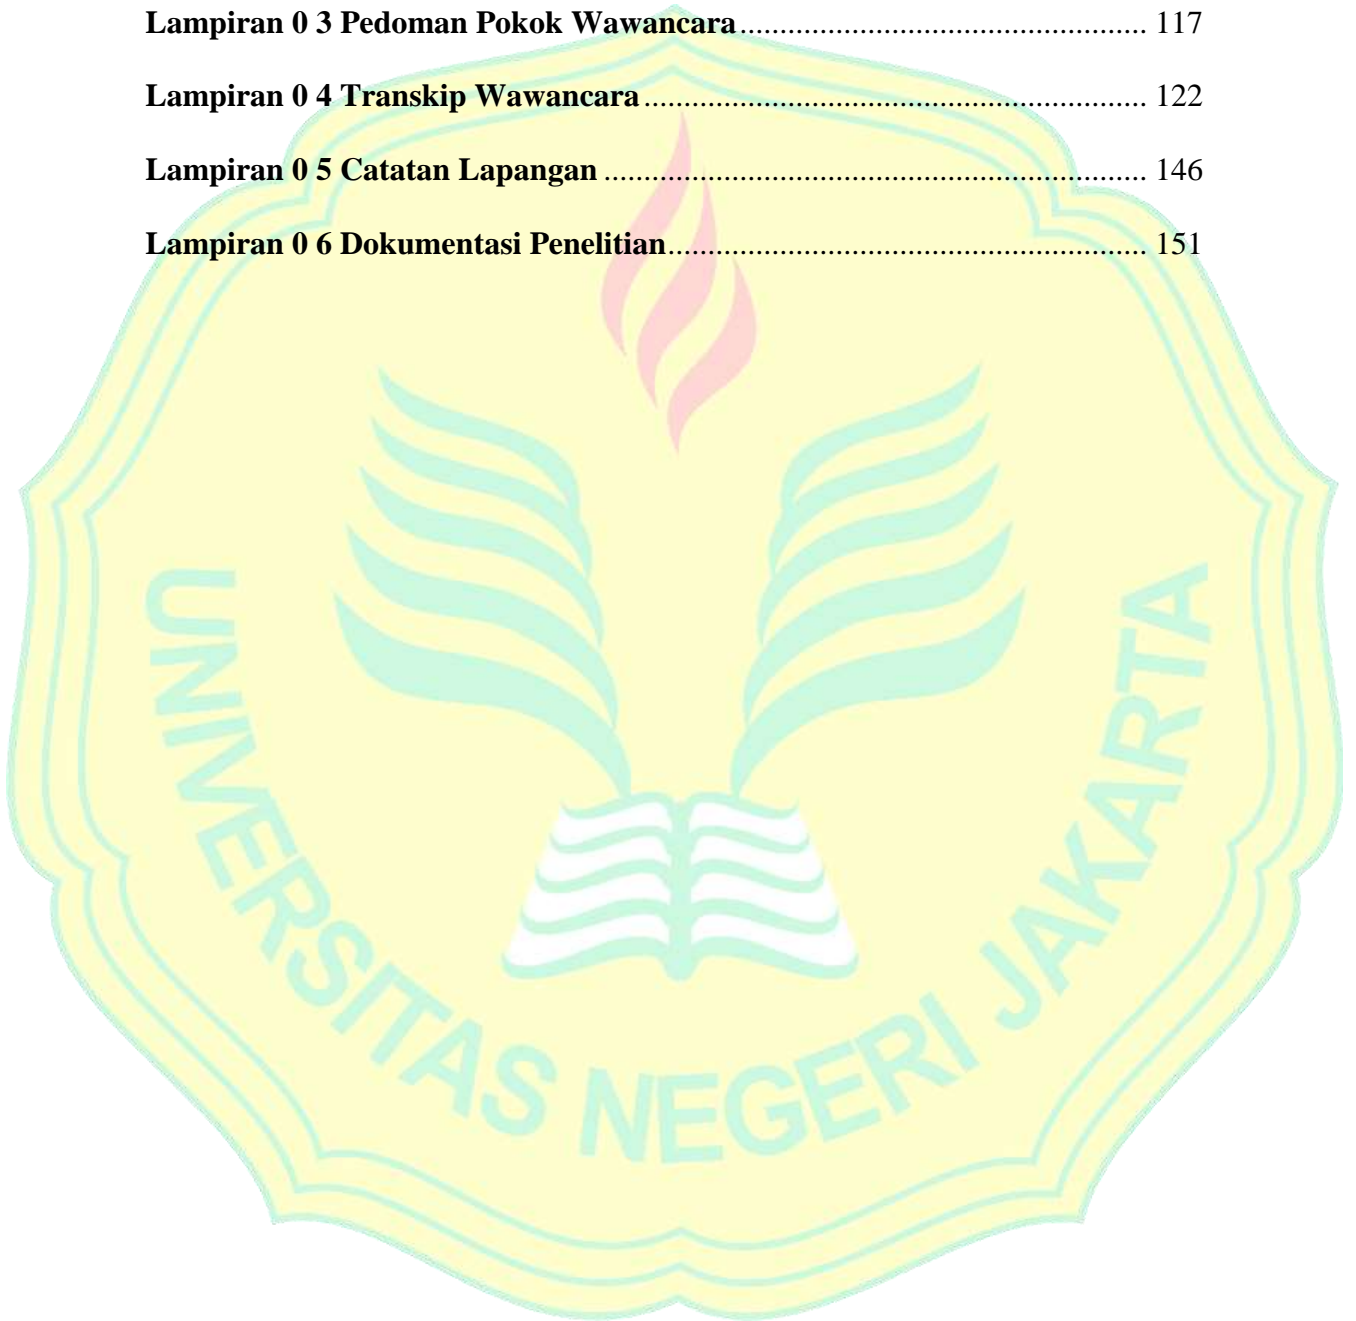 Lampiran 0 3 Pedoman Pokok Wawancara.................................................... 117
Lampiran 0 4 Transkip Wawancara................................................................ 122
Lampiran 0 5 Catatan Lapangan ..................................................................... 146
Lampiran 0 6 Dokumentasi Penelitian............................................................. 151
UNIVERSITAS NEGERI JAKARTA